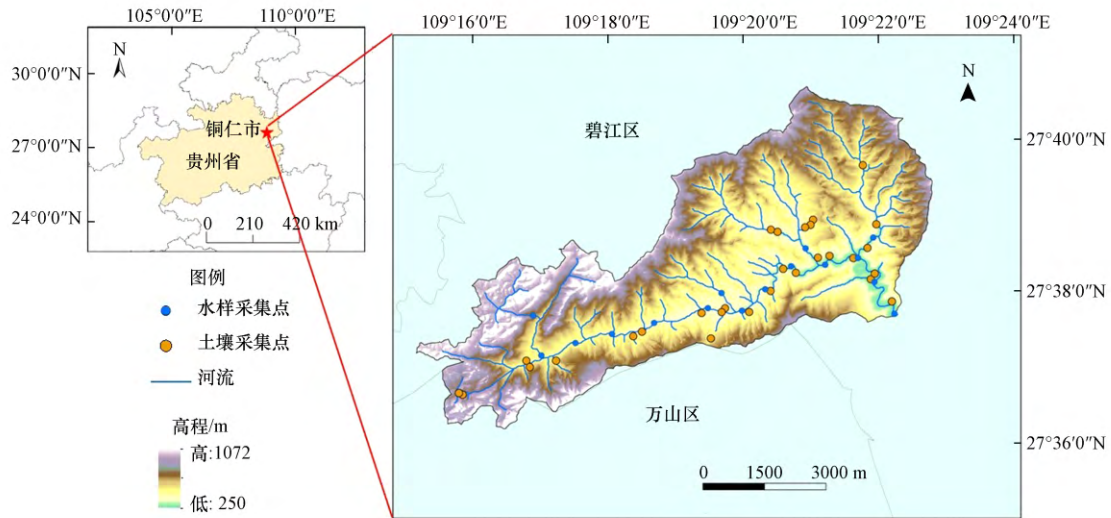 105°0′0″E 110°0′0″E
30°0′0″N
27°0′0″N
24°0′0″N
N
铜仁市
贵州省
0 210 420 km
图例
水样采集点
土壤采集点
河流
高程/m
高:1072
低: 250
109°16′0″E 109°18′0″E 109°20′0″E 109°22′0″E 109°24′0″E
N
碧江区
万山区
27°40′0″N
27°38′0″N
27°36′0″N
0 1500 3000 m